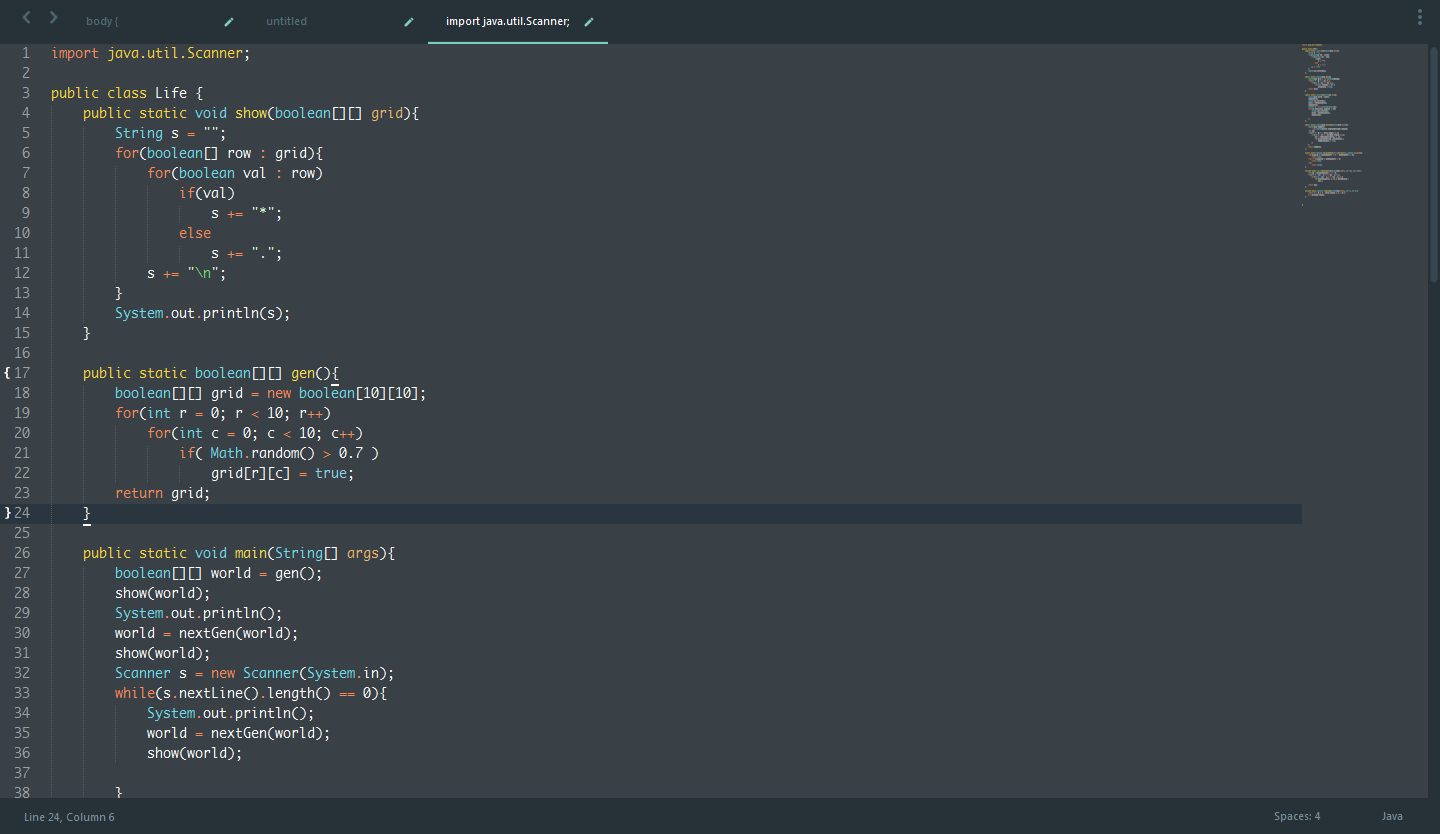 body {
untitled
import java.util.Scanner;
1 import java.util.Scanner;
2
3 public class Life {
4     public static void show(boolean[][] grid){
5         String s = "";
6         for(boolean[] row : grid){
7             for(boolean val : row)
8                 if(val)
9                     s += "*";
10                 else
11                     s += ".";
12             s += "\n";
13         }
14         System.out.println(s);
15     }
16
{ 17     public static boolean[][] gen(){
18         boolean[][] grid = new boolean[10][10];
19         for(int r = 0; r < 10; r++)
20             for(int c = 0; c < 10; c++)
21                 if( Math.random() > 0.7 )
22                     grid[r][c] = true;
23         return grid;
} 24     }
25
26     public static void main(String[] args){
27         boolean[][] world = gen();
28         show(world);
29         System.out.println();
30         world = nextGen(world);
31         show(world);
32         Scanner s = new Scanner(System.in);
33         while(s.nextLine().length() == 0){
34             System.out.println();
35             world = nextGen(world);
36             show(world);
37
38         }
Line 24, Column 6
Spaces: 4
Java